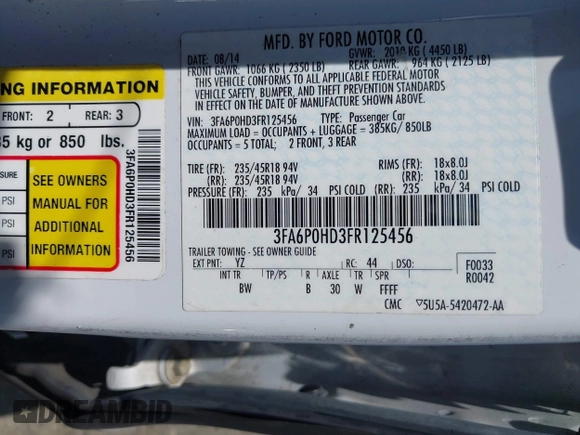 ING INFORMATION
FRONT: 2 REAR: 3
85 kg or 850 lbs.
SURE
PSI
PSI
PSI
SEE OWNERS
MANUAL FOR
ADDITIONAL
INFORMATION
3FA6P0HD3FR125456
MFD. BY FORD MOTOR CO.
DATE: 08/14 GVWR: 2018 KG ( 4450 LB)
FRONT GAWR: 1066 KG ( 2350 LB) REAR GAWR: 964 KG ( 2125 LB)
THIS VEHICLE CONFORMS TO ALL APPLICABLE FEDERAL MOTOR
VEHICLE SAFETY, BUMPER, AND THEFT PREVENTION STANDARDS
IN EFFECT ON THE DATE OF MANUFACTURE SHOWN ABOVE.
VIN: 3FA6P0HD3FR125456 TYPE: Passenger Car
MAXIMUM LOAD = OCCUPANTS + LUGGAGE = 385KG/850LB
OCCUPANTS = 5 TOTAL; 2 FRONT, 3 REAR
TIRE (FR): 235/45R18 94V RIMS (FR): 18x8.0J
(RR): 235/45R18 94V (RR): 18x8.0J
PRESSURE (FR): 235 kPa/ 34 PSI COLD (RR): 235 kPa/ 34 PSI COLD
3FA6P0HD3FR125456
TRAILER TOWING - SEE OWNER GUIDE
EXT PNT: YZ RC: 44 DSO: F0033
R0042
INT TR TP/PS R AXLE TR SPR
BW B 30 W FFFF
CMC 5U5A-5420472-AA
DREAMBID